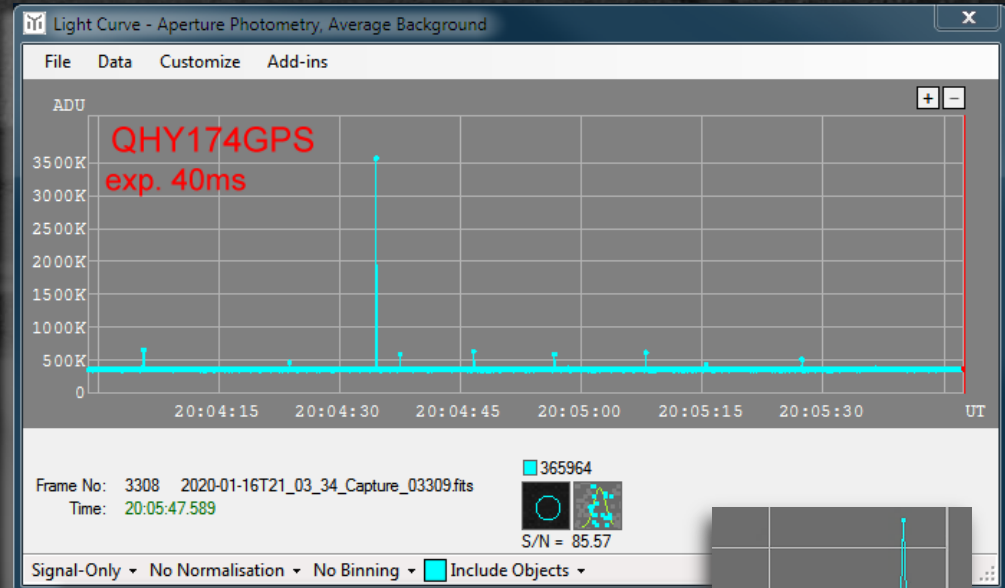 Light Curve - Aperture Photometry, Average Background
File Data Customize Add-ins
ADU
+ -
QHY174GPS
exp. 40ms
3500K
3000K
2500K
2000K
1500K
1000K
500K
0
20:04:15 20:04:30 20:04:45 20:05:00 20:05:15 20:05:30 UT
365964
Frame No: 3308 2020-01-16T21_03_34_Capture_03309.fits
Time: 20:05:47.589
S/N = 85.57
Signal-Only No Normalisation No Binning Include Objects